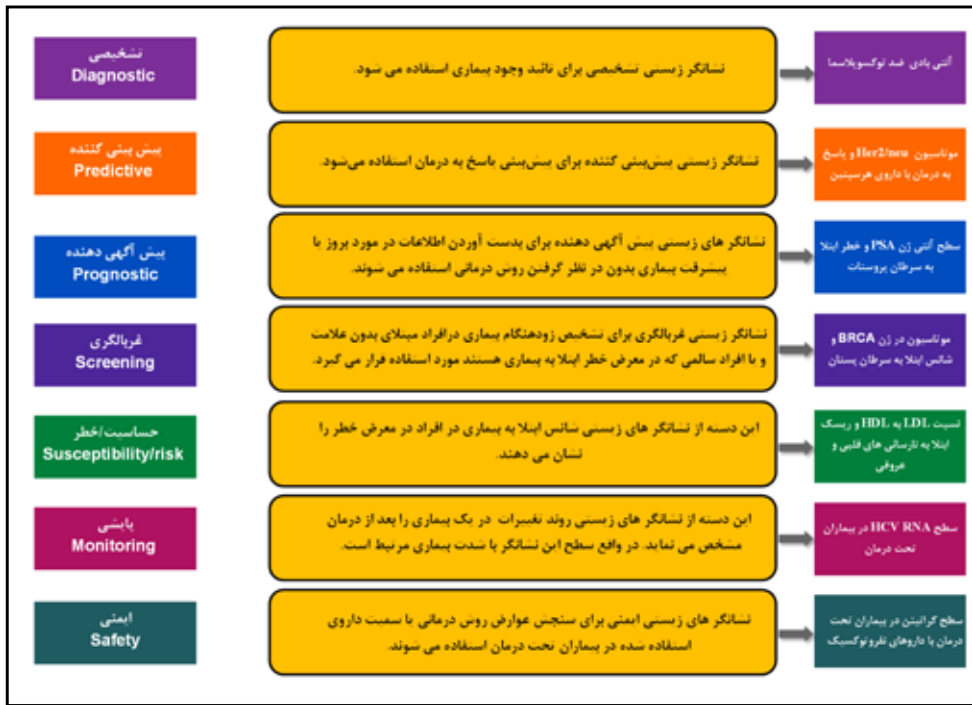 تشخیصی
Diagnostic
نشانگر زیستی تشخیصی برای تائید وجود بیماری استفاده می شود.
آنتی بادی ضد توکسوپلاسما
پیش بینی کننده
Predictive
نشانگر زیستی پیش‌بینی کننده برای پیش‌بینی پاسخ به درمان استفاده می‌شود.
موتاسیون Her2/neu و پاسخ
به درمان با داروی هرسپتین
پیش آگهی دهنده
Prognostic
نشانگر های زیستی پیش آگهی دهنده برای بدست آوردن اطلاعات در مورد بروز یا
پیشرفت بیماری بدون در نظر گرفتن روش درمانی استفاده می شوند.
سطح آنتی ژن PSA و خطر ابتلا
به سرطان پروستات
غربالگری
Screening
نشانگر زیستی غربالگری برای تشخیص زودهنگام بیماری درافراد مبتلای بدون علامت
و یا افراد سالمی که در معرض خطر ابتلا به بیماری هستند مورد استفاده قرار می گیرد.
موتاسیون در ژن BRCA و
شانس ابتلا به سرطان پستان
حساسیت/خطر
Susceptibility/risk
این دسته از نشانگر های زیستی شانس ابتلا به بیماری در افراد در معرض خطر را
نشان می دهند.
نسبت LDL به HDL و ریسک
ابتلا به نارسائی های قلبی و
عروقی
پایشی
Monitoring
این دسته از نشانگر های زیستی روند تغییرات در یک بیماری را بعد از درمان
مشخص می نماید. در واقع سطح این نشانگر با شدت بیماری مرتبط است.
سطح HCV RNA در بیماران
تحت درمان
ایمنی
Safety
نشانگر های زیستی ایمنی برای سنجش عوارض روش درمانی یا سمیت داروی
استفاده شده در بیماران تحت درمان استفاده می شوند.
سطح کراتینن در بیماران تحت
درمان با داروهای نفروتوکسیک